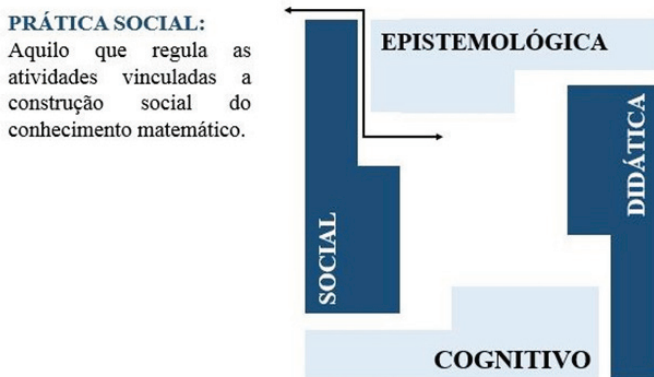 PRÁTICA SOCIAL:
Aquilo que regula as
atividades vinculadas a
construção social do
conhecimento matemático.
EPISTEMOLÓGICA
DIDÁTICA
SOCIAL
COGNITIVO